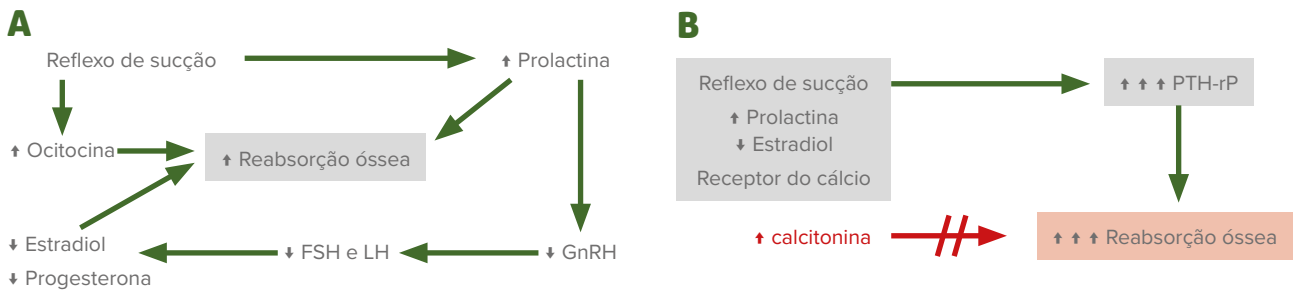 A
Reflexo de sucção
↑ Prolactina
↑ Ocitocina
↑ Reabsorção óssea
↓ Estradiol
↓ Progesterona
↓ FSH e LH
↓ GnRH
B
Reflexo de sucção
↑ Prolactina
↓ Estradiol
Receptor do cálcio
↑ ↑ ↑ PTH-rP
↑ calcitonina
↑ ↑ ↑ Reabsorção óssea